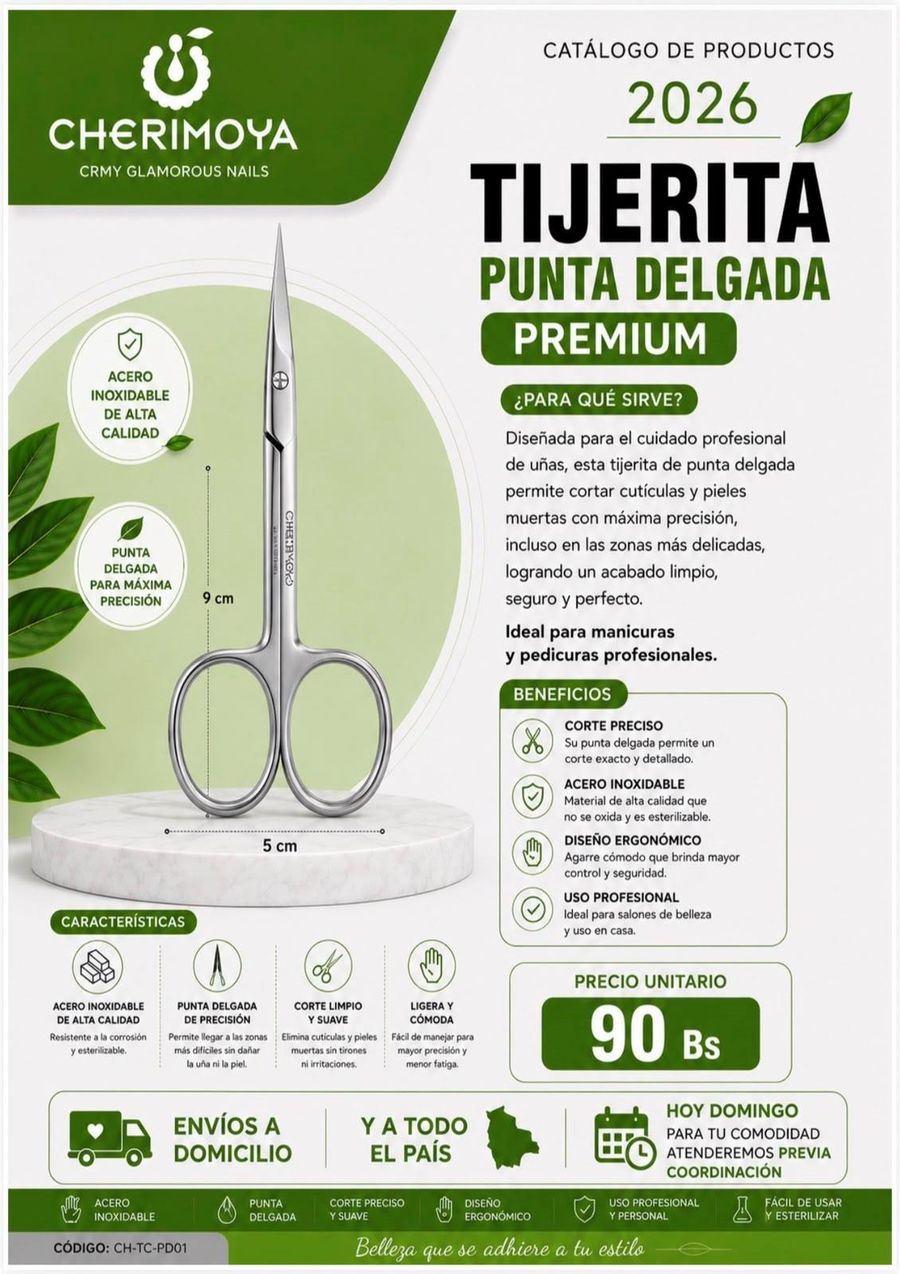 CHERIMOYA
CRMY GLAMOROUS NAILS
CATÁLOGO DE PRODUCTOS
2026
TIJERITA
PUNTA DELGADA
PREMIUM
ACERO
INOXIDABLE
DE ALTA
CALIDAD
PUNTA
DELGADA
PARA MÁXIMA
PRECISIÓN
9 cm
5 cm
¿PARA QUÉ SIRVE?
Diseñada para el cuidado profesional
de uñas, esta tijerita de punta delgada
permite cortar cutículas y pieles
muertas con máxima precisión,
incluso en las zonas más delicadas,
logrando un acabado limpio,
seguro y perfecto.
Ideal para manicuras
y pedicuras profesionales.
BENEFICIOS
CORTE PRECISO
Su punta delgada permite un
corte exacto y detallado.
ACERO INOXIDABLE
Material de alta calidad que
no se oxida y es esterilizable.
DISEÑO ERGONÓMICO
Agarre cómodo que brinda mayor
control y seguridad.
USO PROFESIONAL
Ideal para salones de belleza
y uso en casa.
CARACTERÍSTICAS
ACERO INOXIDABLE
DE ALTA CALIDAD
Resistente a la corrosión
y esterilizable.
PUNTA DELGADA
DE PRECISIÓN
Permite llegar a las zonas
más difíciles sin dañar
la uña ni la piel.
CORTE LIMPIO
Y SUAVE
Elimina cutículas y pieles
muertas sin tirones
ni irritaciones.
LIGERA Y
CÓMODA
Fácil de manejar para
mayor precisión y
menor fatiga.
PRECIO UNITARIO
90 Bs
ENVÍOS A
DOMICILIO
Y A TODO
EL PAÍS
HOY DOMINGO
PARA TU COMODIDAD
ATENDEREMOS PREVIA
COORDINACIÓN
ACERO
INOXIDABLE
PUNTA
DELGADA
CORTE PRECISO
Y SUAVE
DISEÑO
ERGONÓMICO
USO PROFESIONAL
Y PERSONAL
FÁCIL DE USAR
Y ESTERILIZAR
CÓDIGO: CH-TC-PD01
Belleza que se adhiere a tu estilo